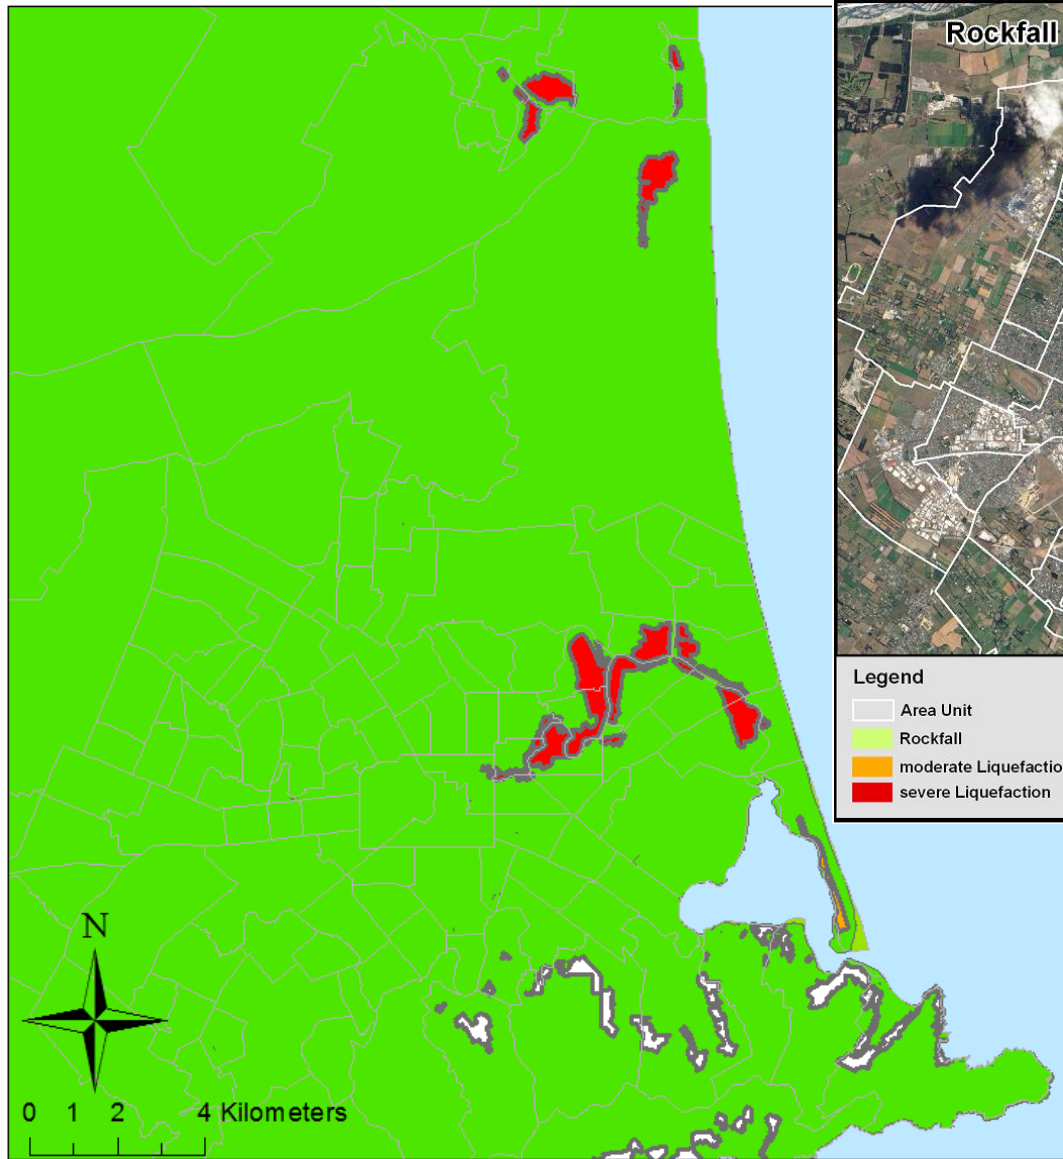 Rockfall
Legend
Area Unit
Rockfall
moderate Liquefactio
severe Liquefaction
N
0 1 2 4 Kilometers